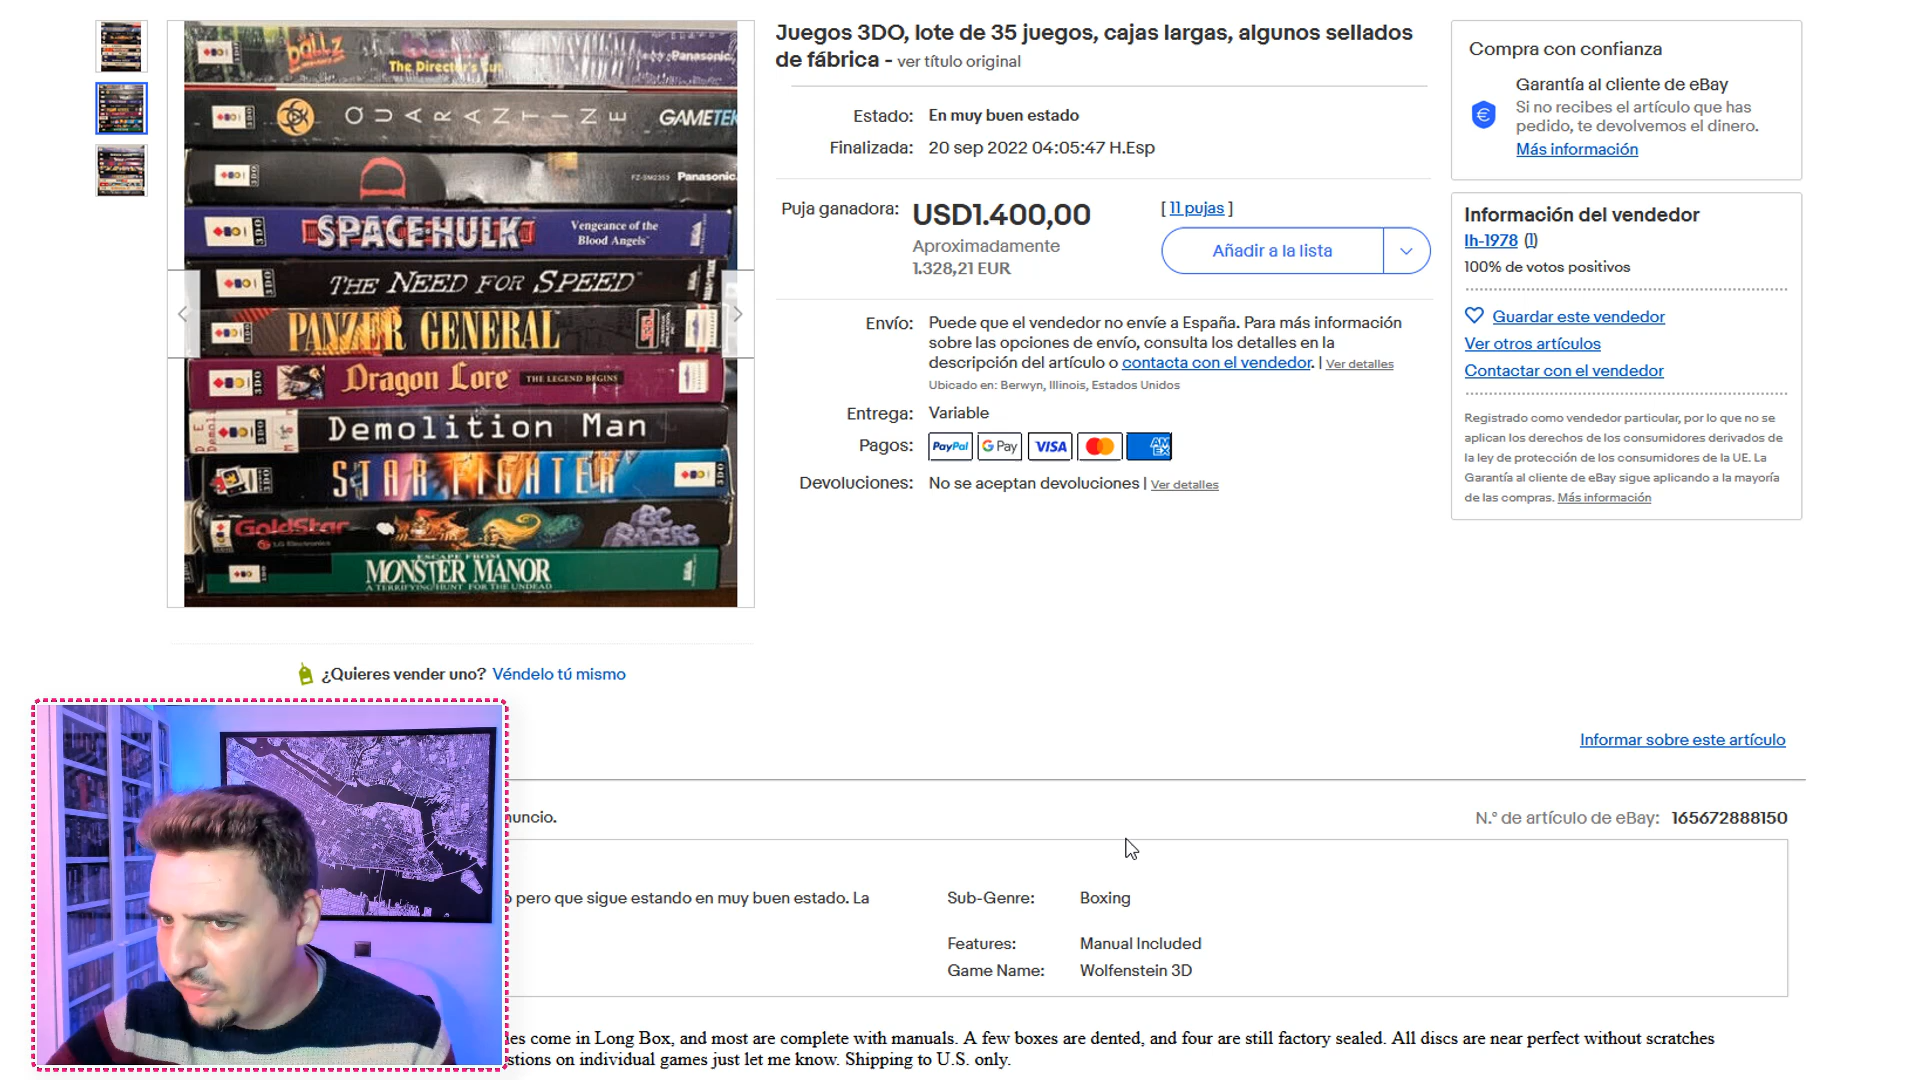 Juegos 3DO, lote de 35 juegos, cajas largas, algunos sellados
de fábrica - ver título original
Estado: En muy buen estado
Finalizada: 20 sep 2022 04:05:47 H.Esp
Puja ganadora: USD1.400,00
[ 11 pujas ]
Aproximadamente
1.328,21 EUR
Añadir a la lista
Envío: Puede que el vendedor no envíe a España. Para más información
sobre las opciones de envío, consulta los detalles en la
descripción del artículo o contacta con el vendedor. | Ver detalles
Ubicado en: Berwyn, Illinois, Estados Unidos
Entrega: Variable
Pagos: PayPal G Pay VISA AMEX
Devoluciones: No se aceptan devoluciones | Ver detalles
Compra con confianza
Garantía al cliente de eBay
Si no recibes el artículo que has
pedido, te devolvemos el dinero.
Más información
Información del vendedor
lh-1978 (1)
100% de votos positivos
Guardar este vendedor
Ver otros artículos
Contactar con el vendedor
Registrado como vendedor particular, por lo que no se
aplican los derechos de los consumidores derivados de
la ley de protección de los consumidores de la UE. La
Garantía al cliente de eBay sigue aplicando a la mayoría
de las compras. Más información
ballz
The Director's Cut
Panasonic
QUARANTINE GAMETEK
D
FZ-SM2353 Panasonic
SPACE HULK Vengeance of the
Blood Angels
THE NEED FOR SPEED
PANZER GENERAL
Dragon Lore THE LEGEND BEGINS
Demolition Man
STAR FIGHTER
GoldStar
LG Electronics
BC
RACERS
ESCAPE FROM
MONSTER MANOR
A TERRIFYING HUNT FOR THE UNDEAD
¿Quieres vender uno? Véndelo tú mismo
Informar sobre este artículo
nuncio.
N.° de artículo de eBay: 165672888150
pero que sigue estando en muy buen estado. La
Sub-Genre: Boxing
Features: Manual Included
Game Name: Wolfenstein 3D
es come in Long Box, and most are complete with manuals. A few boxes are dented, and four are still factory sealed. All discs are near perfect without scratches
stions on individual games just let me know. Shipping to U.S. only.